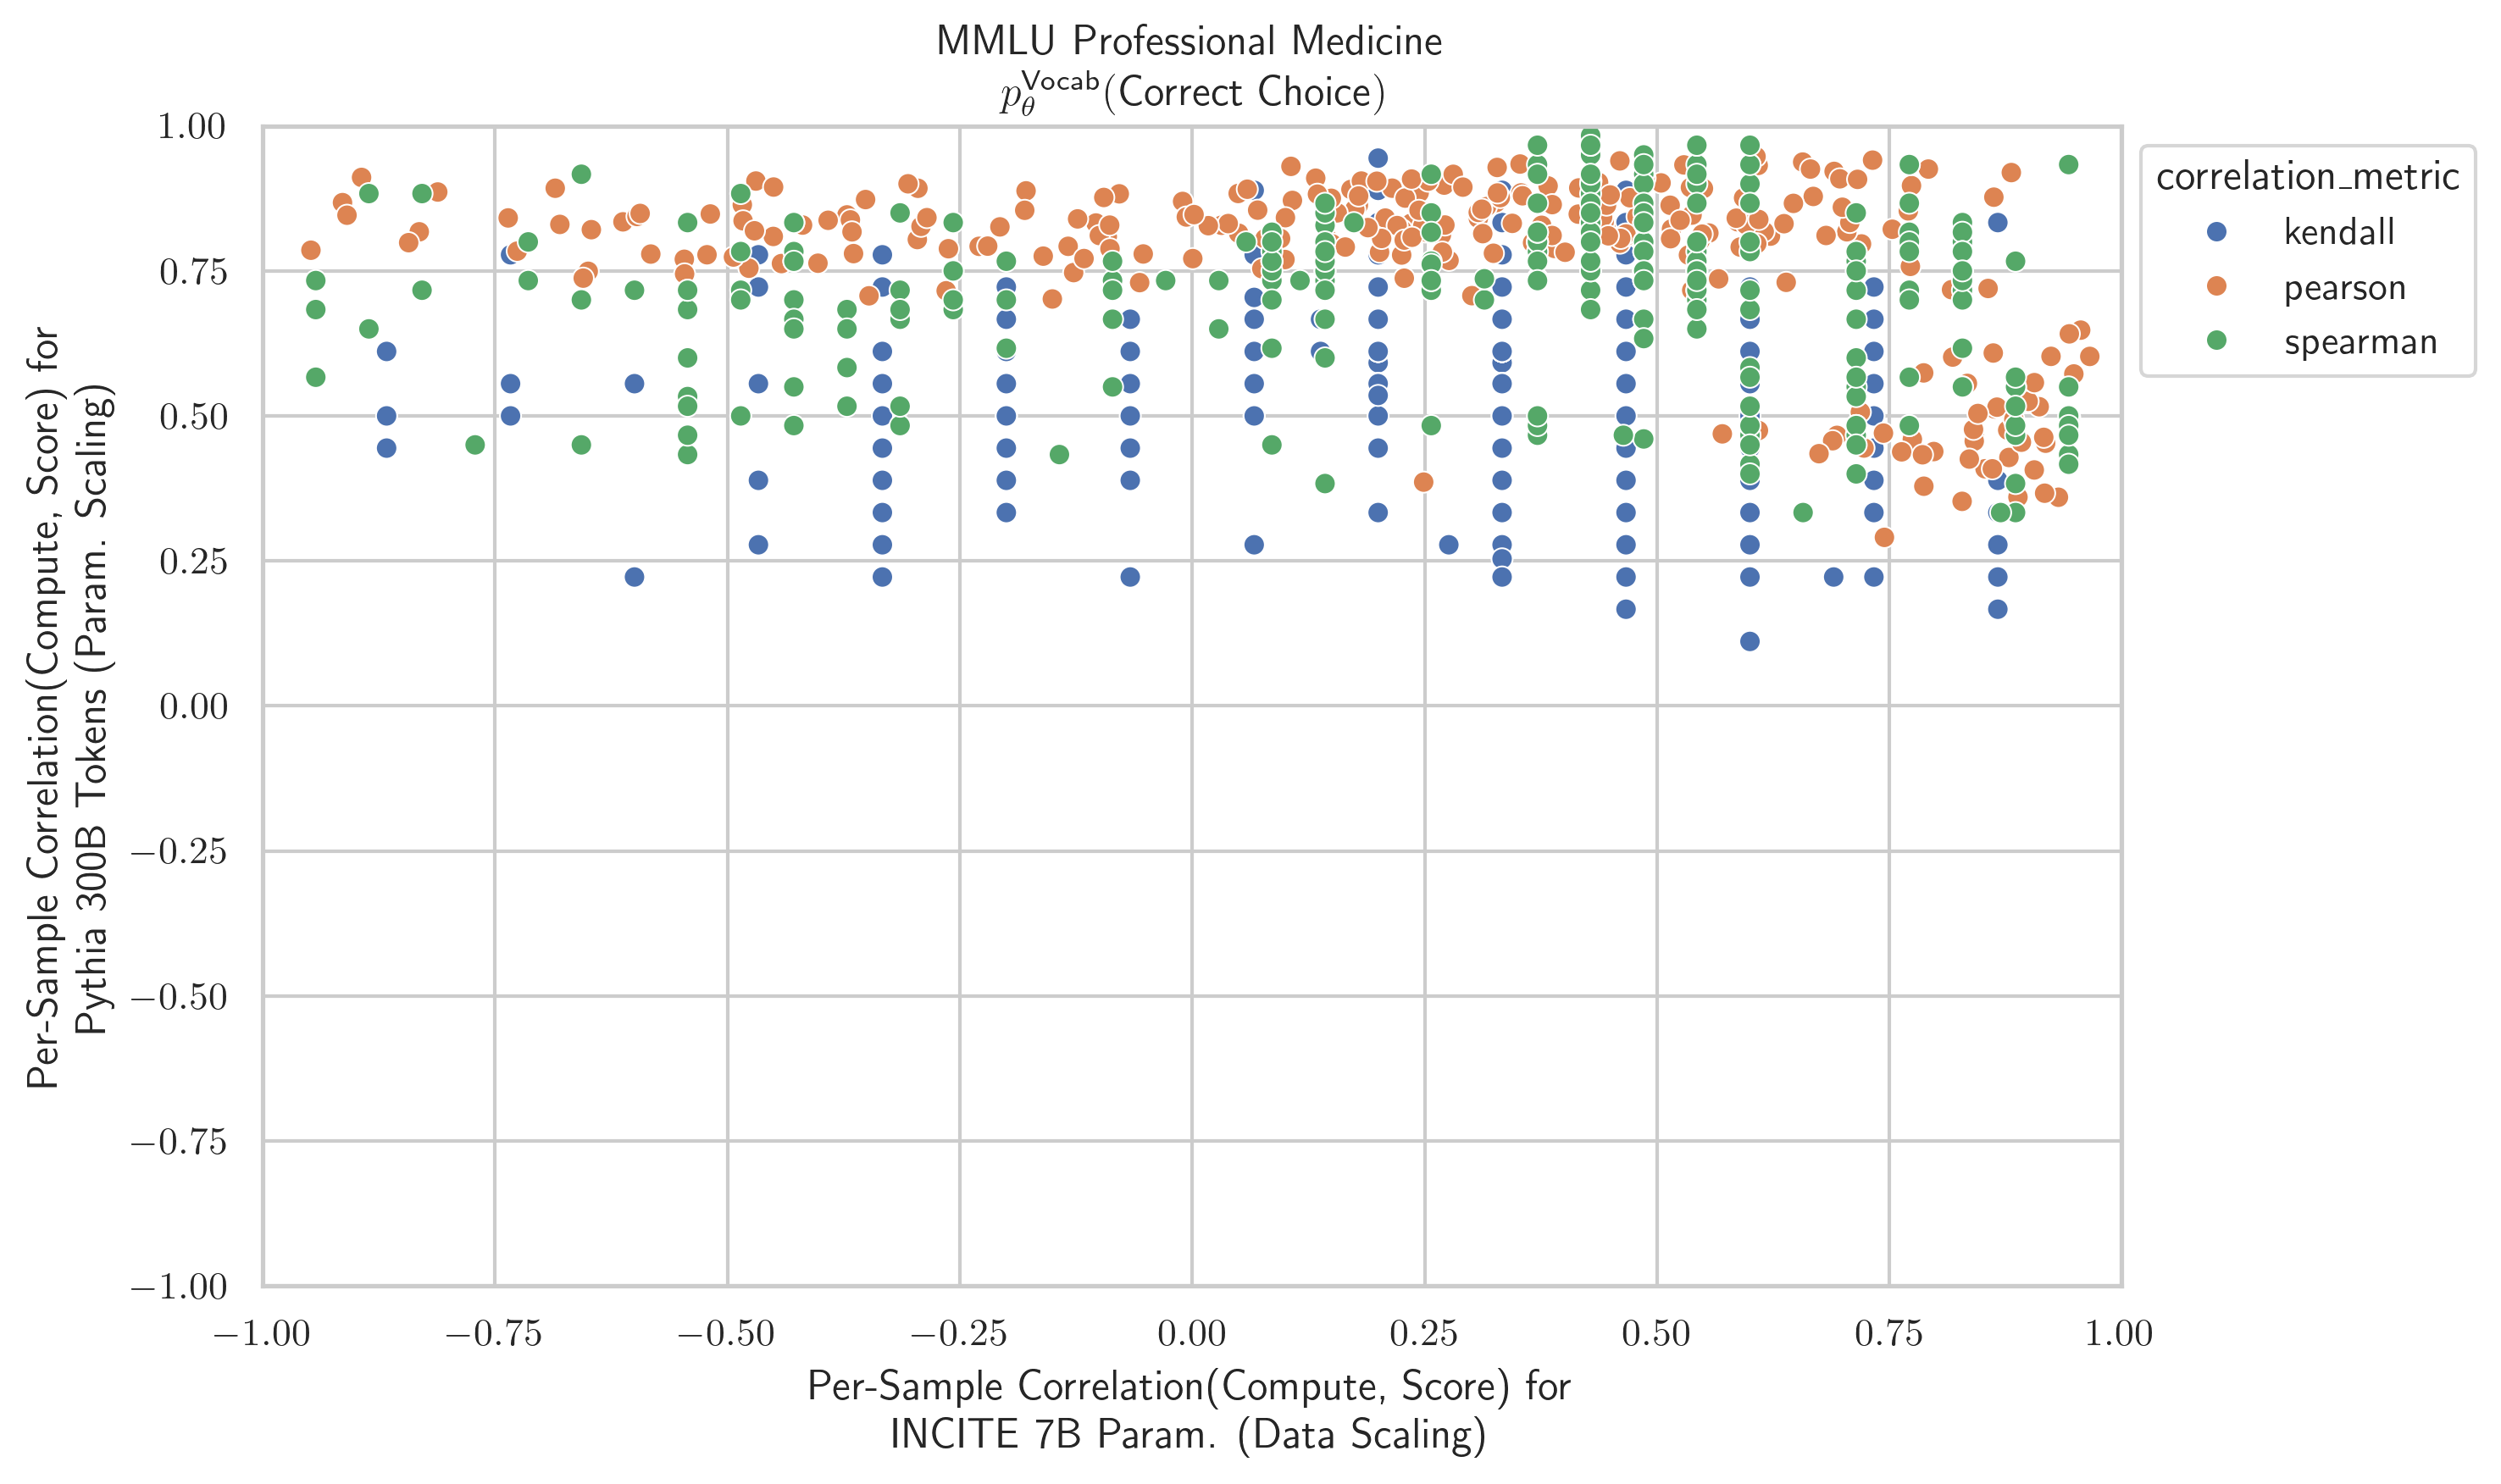 MMLU Professional Medicine
p_θ^Vocab(Correct Choice)
Per-Sample Correlation(Compute, Score) for
Pythia 300B Tokens (Param. Scaling)
1.00
0.75
0.50
0.25
0.00
−0.25
−0.50
−0.75
−1.00
−1.00 −0.75 −0.50 −0.25 0.00 0.25 0.50 0.75 1.00
Per-Sample Correlation(Compute, Score) for
INCITE 7B Param. (Data Scaling)
correlation_metric
kendall
pearson
spearman